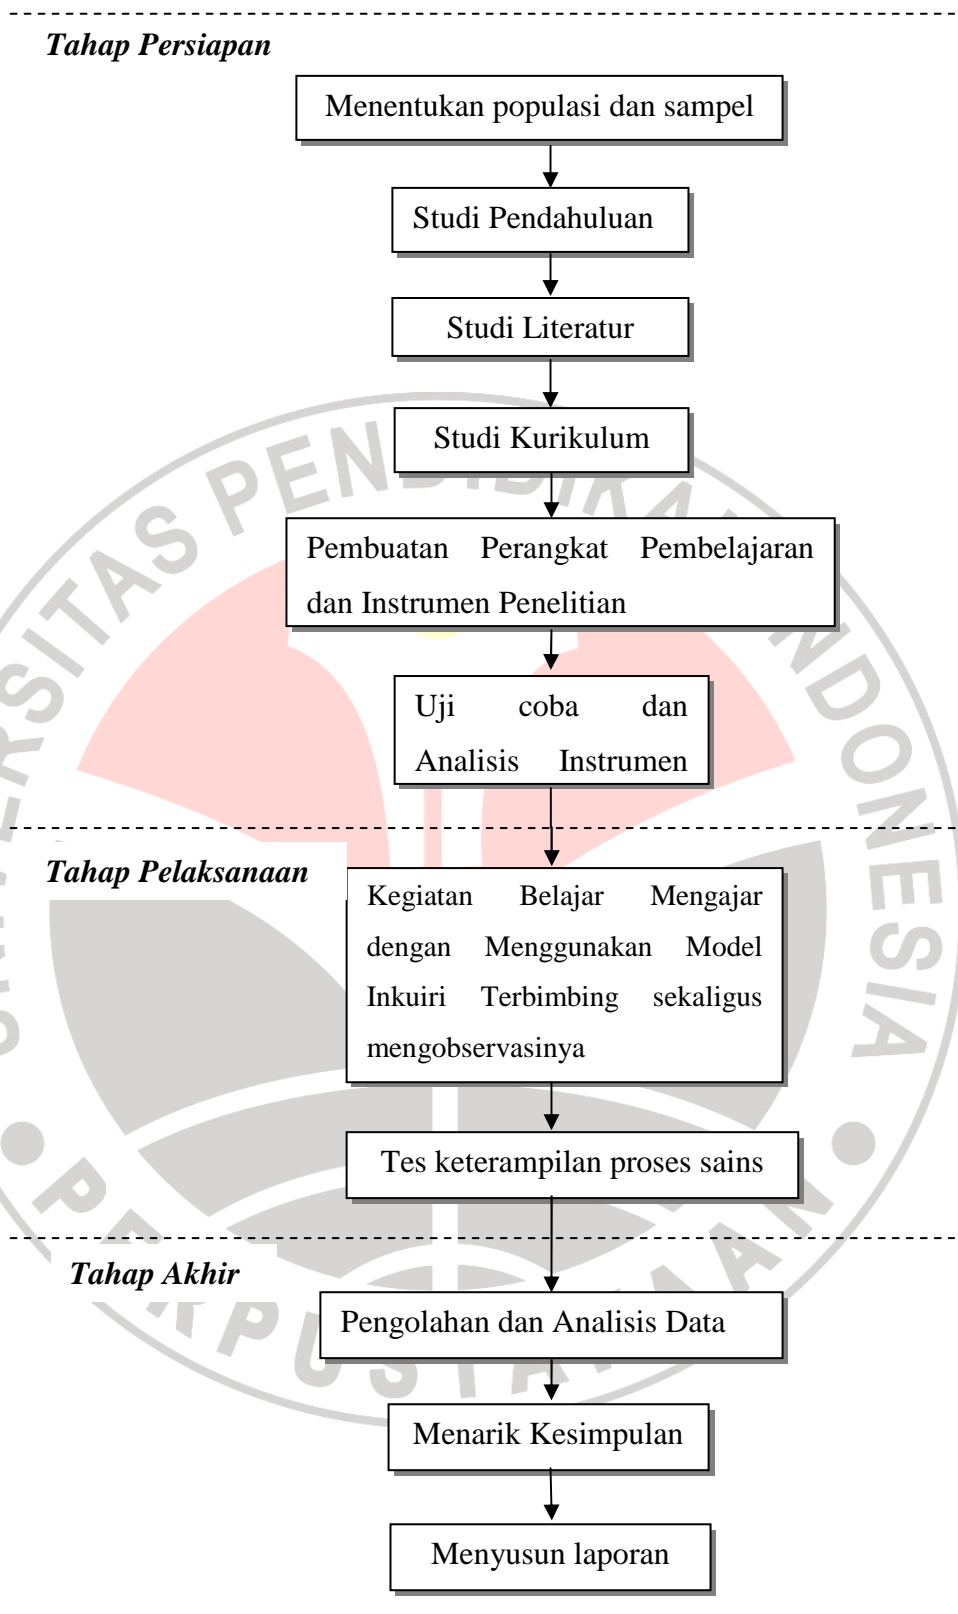 Tahap Persiapan
Menentukan populasi dan sampel
Studi Pendahuluan
Studi Literatur
Studi Kurikulum
Pembuatan Perangkat Pembelajaran
dan Instrumen Penelitian
Uji coba dan
Analisis Instrumen
Tahap Pelaksanaan
Kegiatan Belajar Mengajar
dengan Menggunakan Model
Inkuiri Terbimbing sekaligus
mengobservasinya
Tes keterampilan proses sains
Tahap Akhir
Pengolahan dan Analisis Data
Menarik Kesimpulan
Menyusun laporan